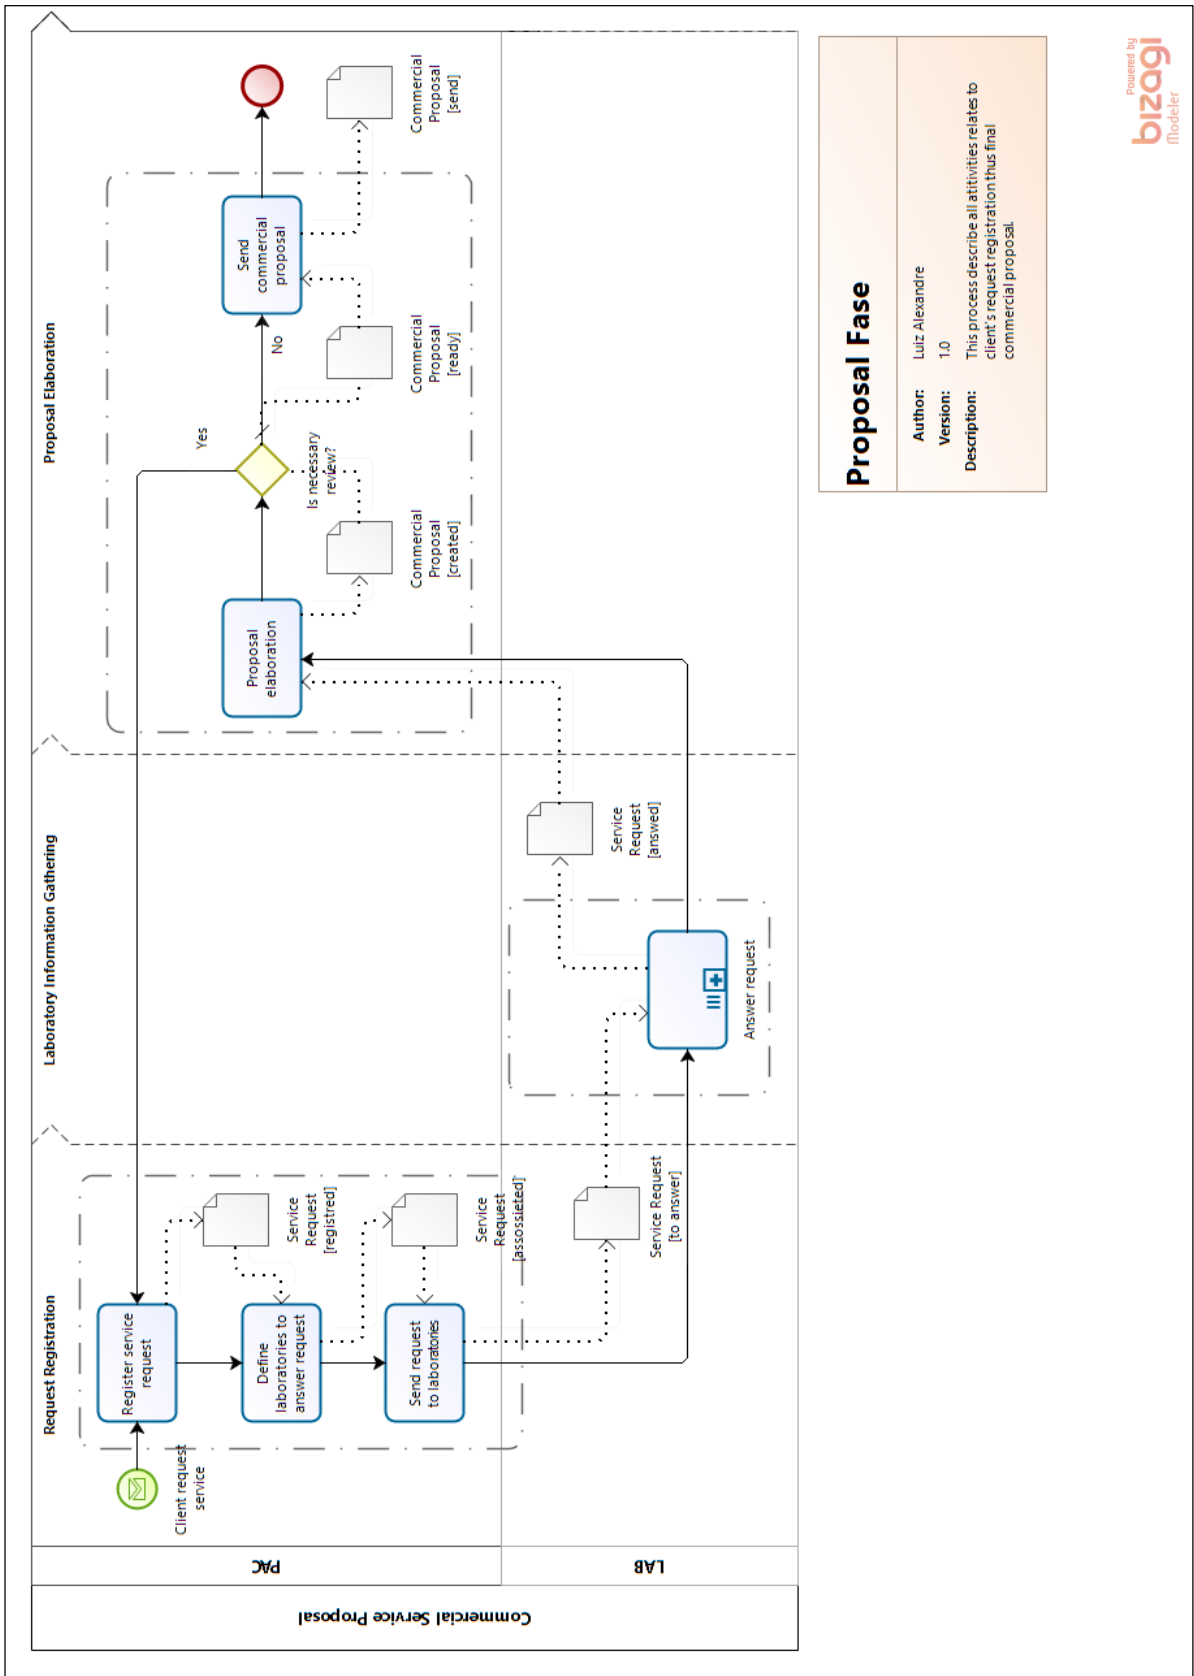 Commercial Service Proposal
PAC
LAB
Request Registration
Laboratory Information Gathering
Proposal Elaboration
Client request
service
Register service
request
Service
Request
[registred]
Define
laboratories to
answer request
Service
Request
[assossieted]
Send request
to laboratories
Service Request
[to answer]
Answer request
Service
Request
[answed]
Proposal
elaboration
Commercial
Proposal
[created]
Is necessary
review?
Yes
No
Commercial
Proposal
[ready]
Send
commercial
proposal
Commercial
Proposal
[send]
Proposal Fase
Author: Luiz Alexandre
Version: 1.0
Description: This process describe all atitivities relates to
client's request registration thus final
commercial proposal.
Powered by
bizagi
Modeler